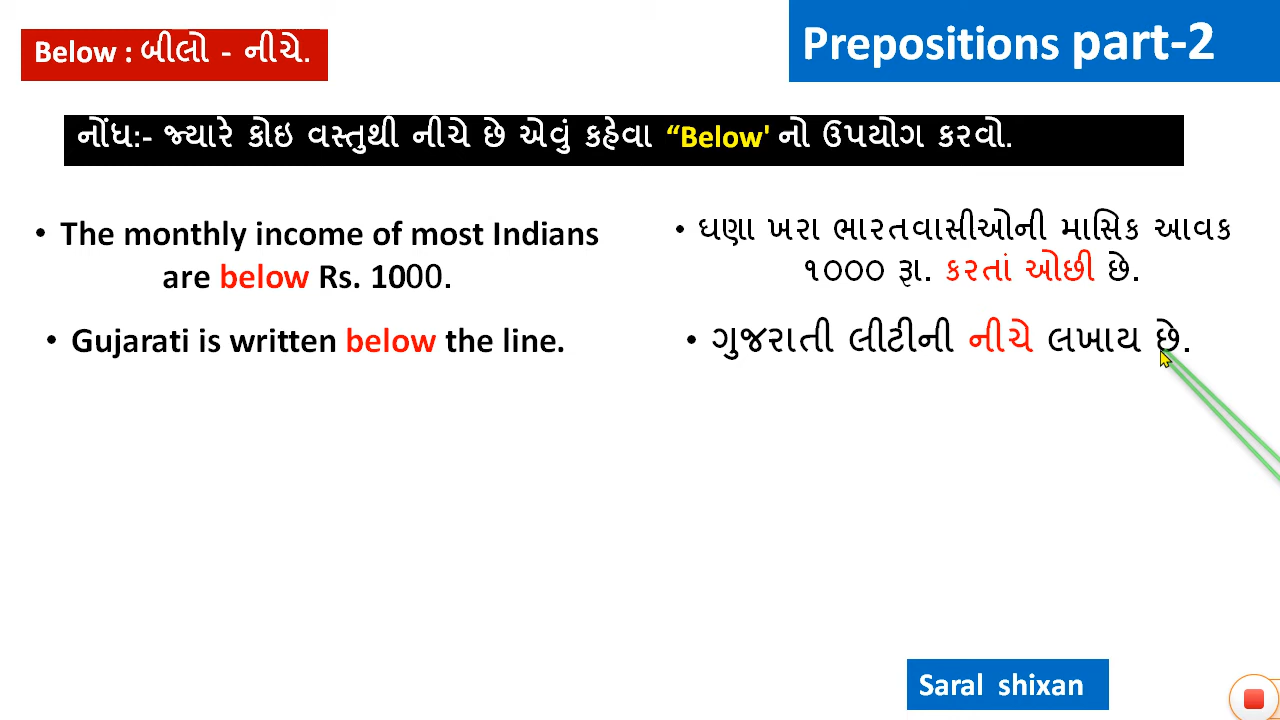 Below : બીલો - નીચે.
Prepositions part-2
નોંધ:- જ્યારે કોઇ વસ્તુથી નીચે છે એવું કહેવા “Below' નો ઉપયોગ કરવો.
• The monthly income of most Indians
are below Rs. 1000.
• ઘણા ખરા ભારતવાસીઓની માસિક આવક
૧૦૦૦ રૂા. કરતાં ઓછી છે.
• Gujarati is written below the line.
• ગુજરાતી લીટીની નીચે લખાય છે.
Saral shixan